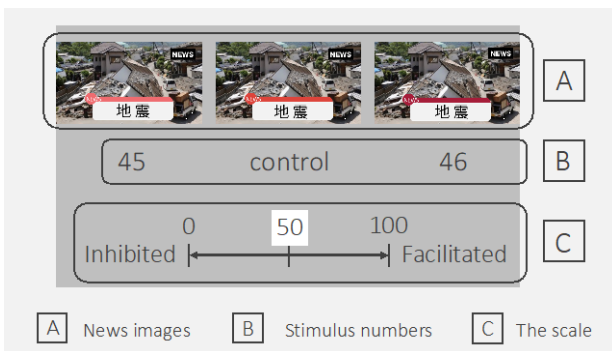 NEWS NEWS NEWS
地震 地震 地震 A
45 control 46 B
0 50 100
Inhibited Facilitated C
A News images B Stimulus numbers C The scale